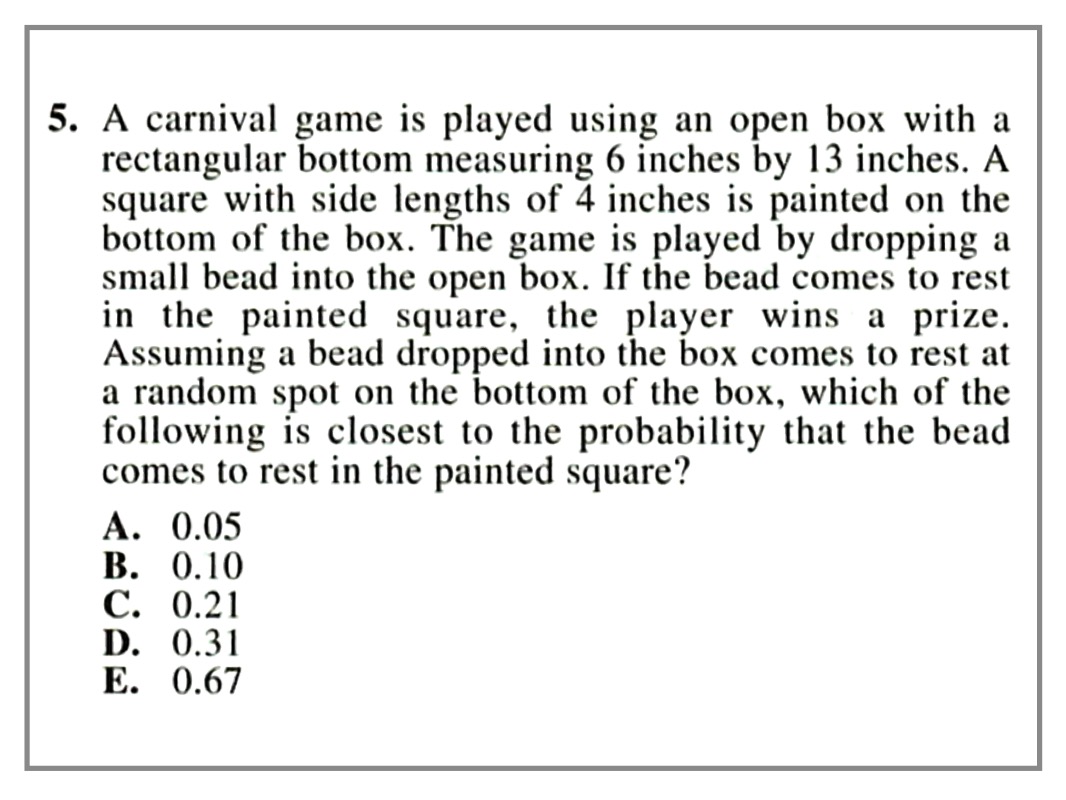 5. A carnival game is played using an open box with a
rectangular bottom measuring 6 inches by 13 inches. A
square with side lengths of 4 inches is painted on the
bottom of the box. The game is played by dropping a
small bead into the open box. If the bead comes to rest
in the painted square, the player wins a prize.
Assuming a bead dropped into the box comes to rest at
a random spot on the bottom of the box, which of the
following is closest to the probability that the bead
comes to rest in the painted square?
A. 0.05
B. 0.10
C. 0.21
D. 0.31
E. 0.67